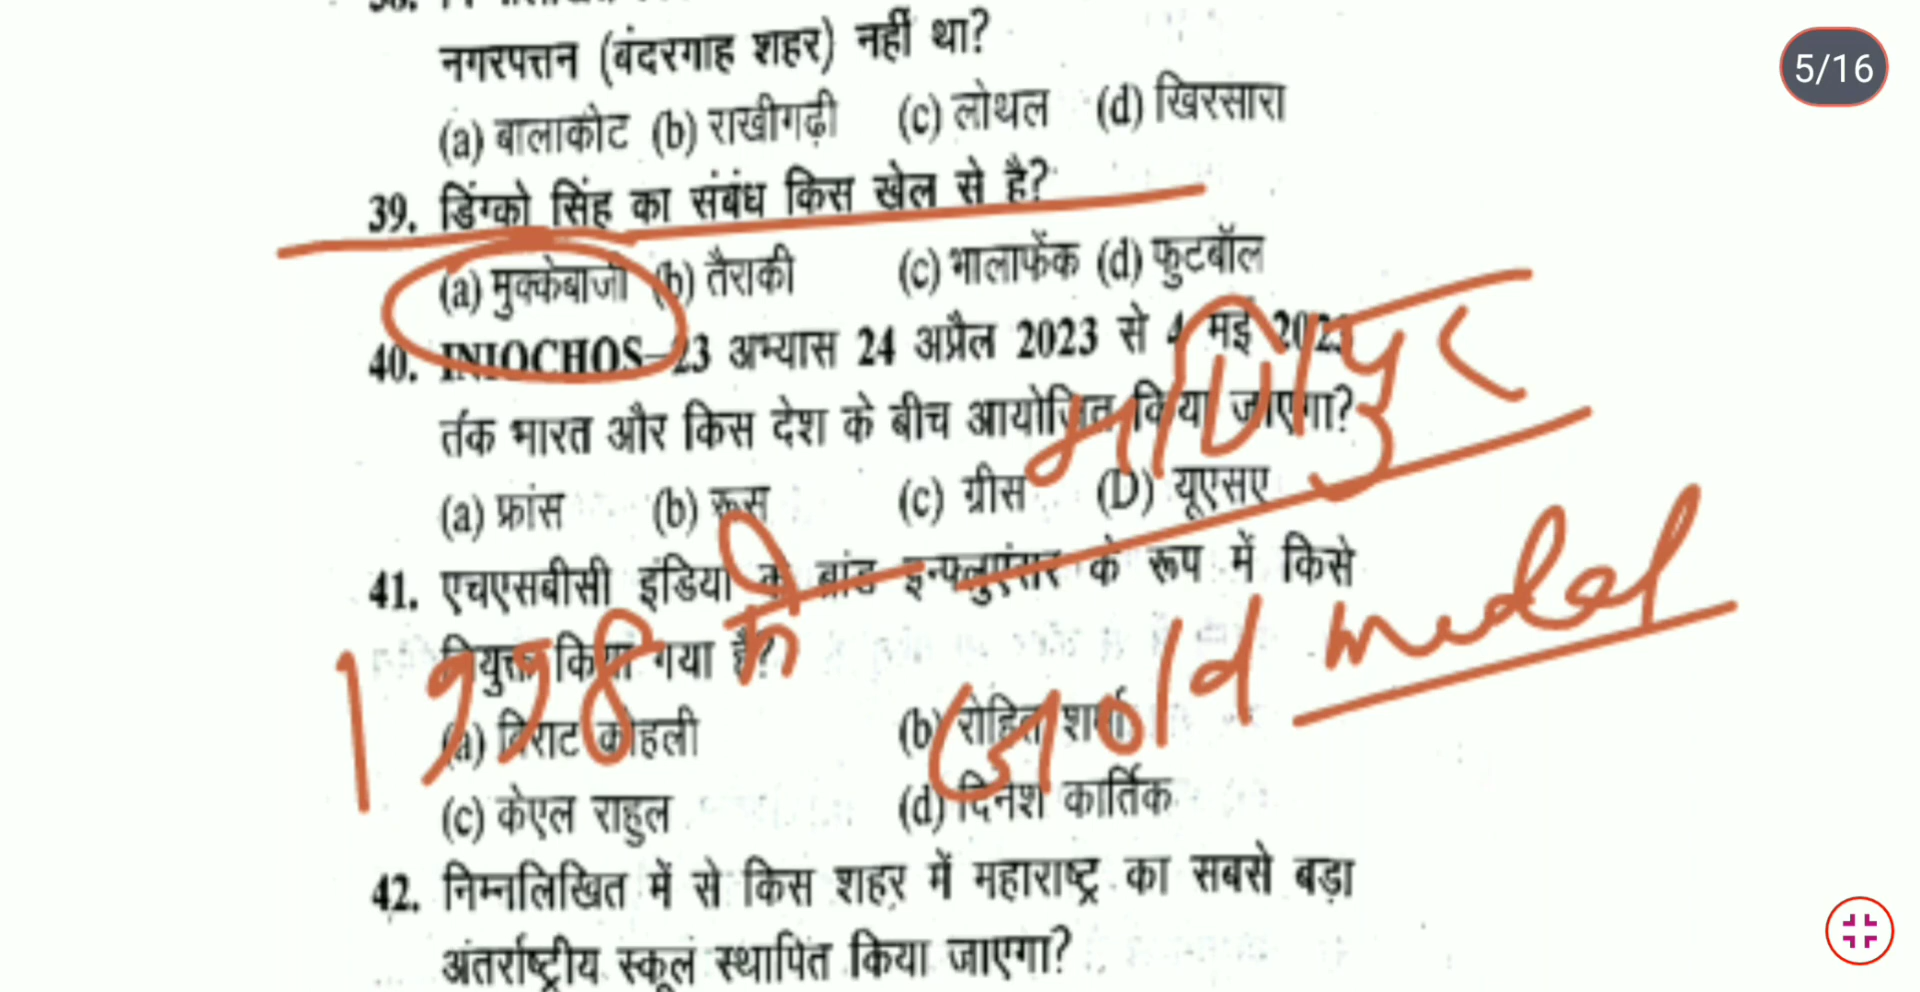 5/16
38.
नगरपत्तन (बंदरगाह शहर) नहीं था?
(a) बालाकोट (b) राखीगढ़ी (c) लोथल (d) खिरसारा
39. डिंग्को सिंह का संबंध किस खेल से है?
(a) मुक्केबाजी (b) तैराकी (c) भालाफेंक (d) फुटबॉल
40. INIOCHOS-23 अभ्यास 24 अप्रैल 2023 से 4 मई 2023
र्तक भारत और किस देश के बीच आयोजित किया जाएगा?
मणिपुर
(a) फ्रांस (b) रूस (c) ग्रीस (D) यूएसए
41. एचएसबीसी इंडिया के ब्रांड इन्फ्लुएंसर के रूप में किसे
नियुक्त किया गया है?
1998 में Gold medal
(a) विराट कोहली (b) रोहित शर्मा
(c) केएल राहुल (d) दिनेश कार्तिक
42. निम्नलिखित में से किस शहर में महाराष्ट्र का सबसे बड़ा
अंतर्राष्ट्रीय स्कूल स्थापित किया जाएगा?